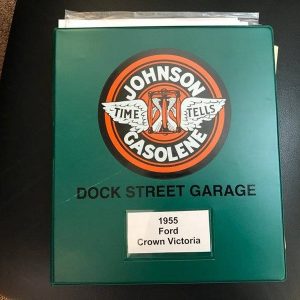 JOHNSON
TIME TELLS
GASOLENE
DOCK STREET GARAGE
1955
Ford
Crown Victoria